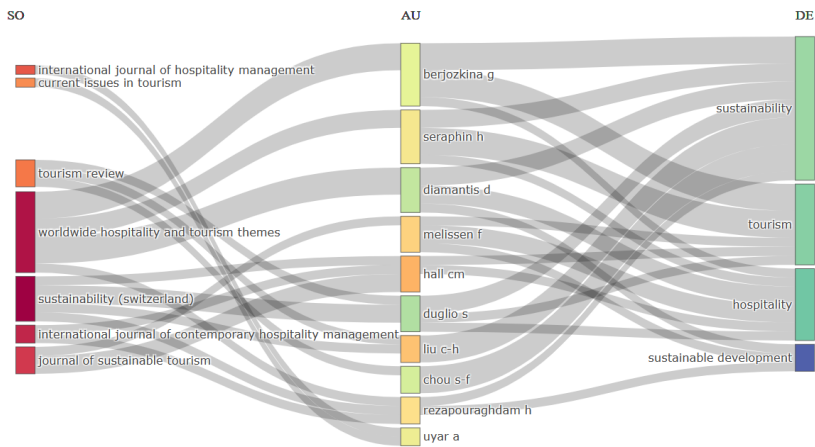 SO AU DE
international journal of hospitality management
current issues in tourism
tourism review
worldwide hospitality and tourism themes
sustainability (switzerland)
international journal of contemporary hospitality management
journal of sustainable tourism
berjozkina g
seraphin h
diamantis d
melissen f
hall cm
duglio s
liu c-h
chou s-f
rezapouraghdam h
uyar a
sustainability
tourism
hospitality
sustainable development